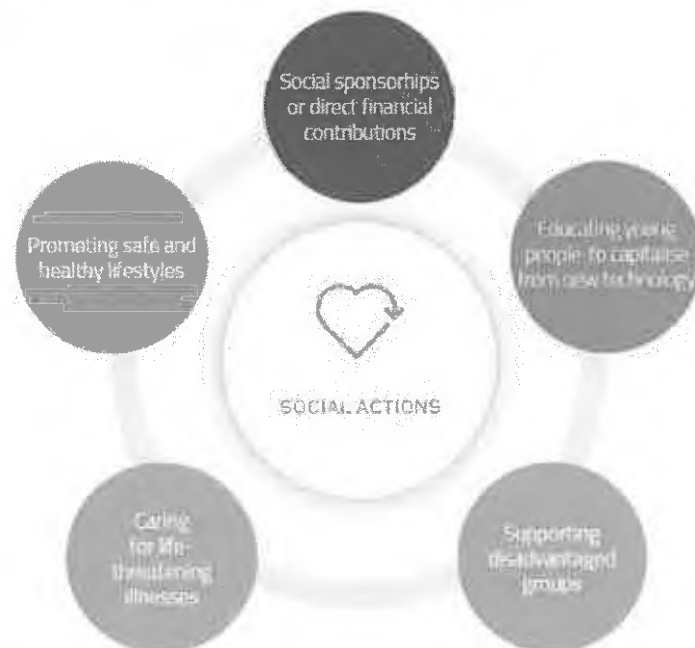 Social sponsorhips
or direct financial
contributions
Promoting safe and
healthy lifestyles
Educating young
people to capitalise
from new technology
SOCIAL ACTIONS
Caring
for life-
threatening
illnesses
Supporting
disadvantaged
groups